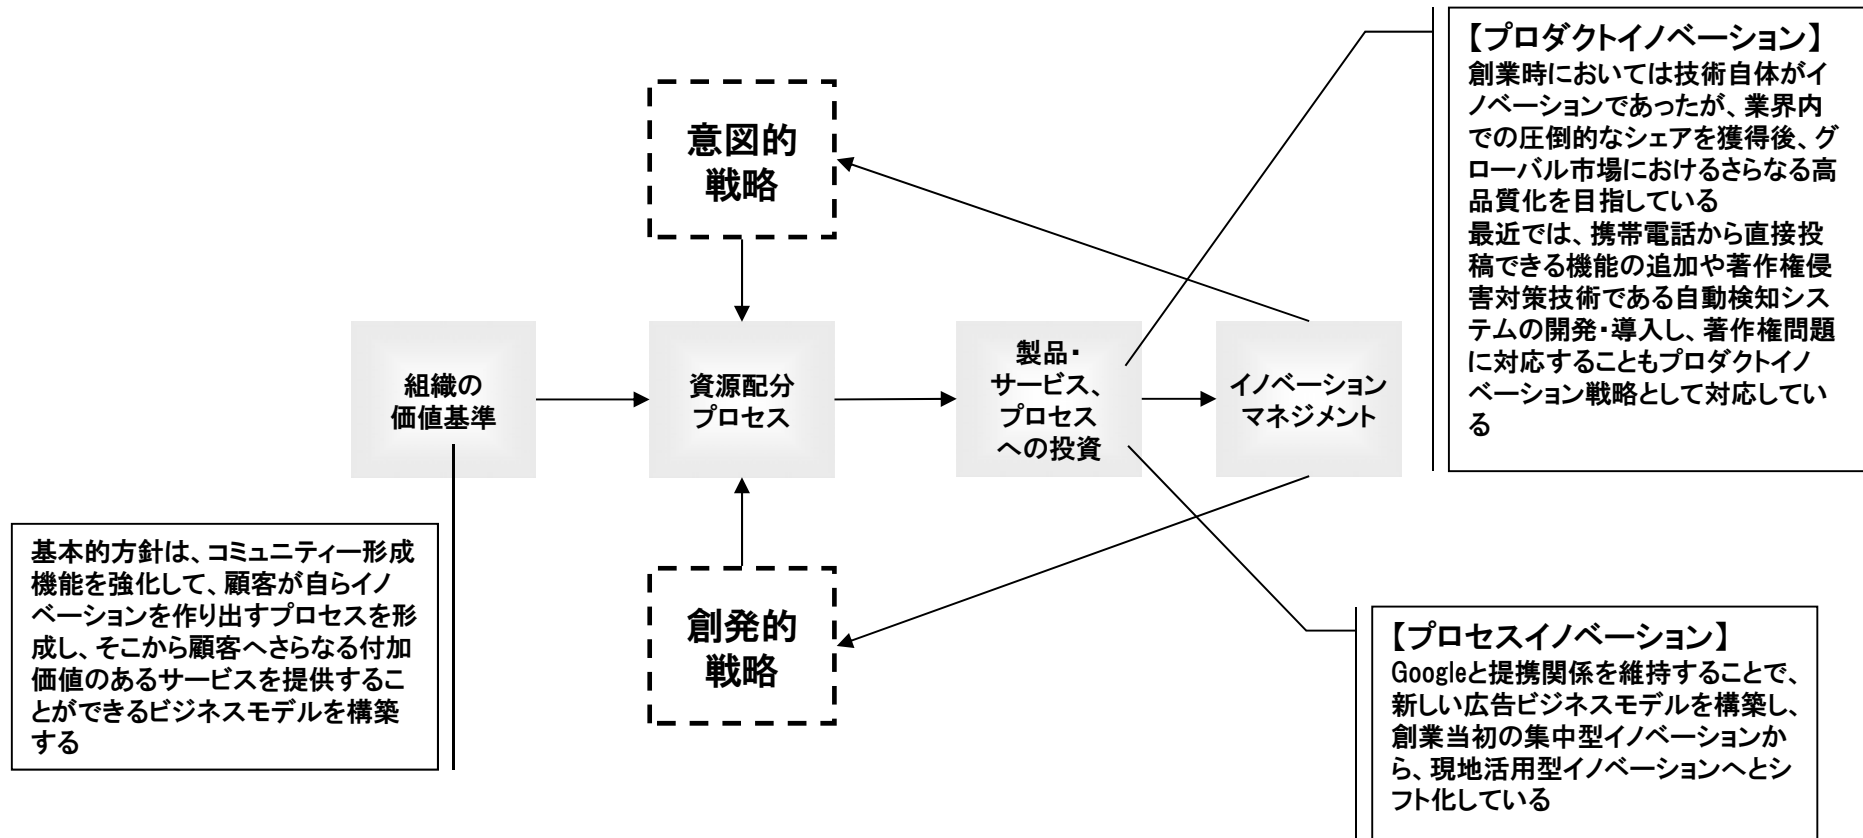 意図的
戦略
組織の
価値基準
資源配分
プロセス
製品・
サービス、
プロセス
への投資
イノベーション
マネジメント
創発的
戦略
【プロダクトイノベーション】
創業時においては技術自体がイ
ノベーションであったが、業界内
での圧倒的なシェアを獲得後、グ
ローバル市場におけるさらなる高
品質化を目指している
最近では、携帯電話から直接投
稿できる機能の追加や著作権侵
害対策技術である自動検知シス
テムの開発・導入し、著作権問題
に対応することもプロダクトイノ
ベーション戦略として対応してい
る
基本的方針は、コミュニティー形成
機能を強化して、顧客が自らイノ
ベーションを作り出すプロセスを形
成し、そこから顧客へさらなる付加
価値のあるサービスを提供するこ
とができるビジネスモデルを構築
する
【プロセスイノベーション】
Googleと提携関係を維持することで、
新しい広告ビジネスモデルを構築し、
創業当初の集中型イノベーションか
ら、現地活用型イノベーションへとシ
フト化している